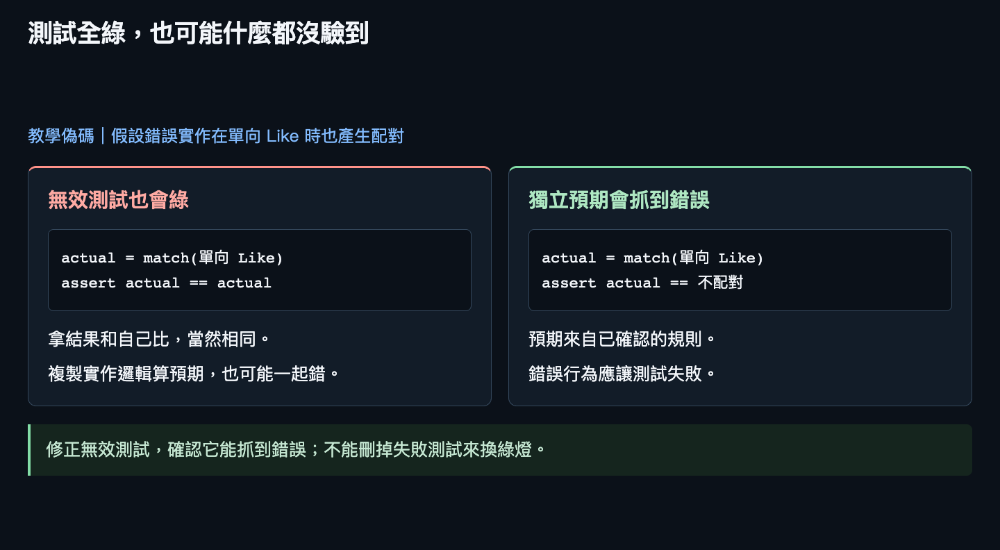 測試全綠，也可能什麼都沒驗到
教學偽碼｜假設錯誤實作在單向 Like 時也產生配對
無效測試也會綠
actual = match(單向 Like)
assert actual == actual
拿結果和自己比，當然相同。
複製實作邏輯算預期，也可能一起錯。
獨立預期會抓到錯誤
actual = match(單向 Like)
assert actual == 不配對
預期來自已確認的規則。
錯誤行為應讓測試失敗。
修正無效測試，確認它能抓到錯誤；不能刪掉失敗測試來換綠燈。